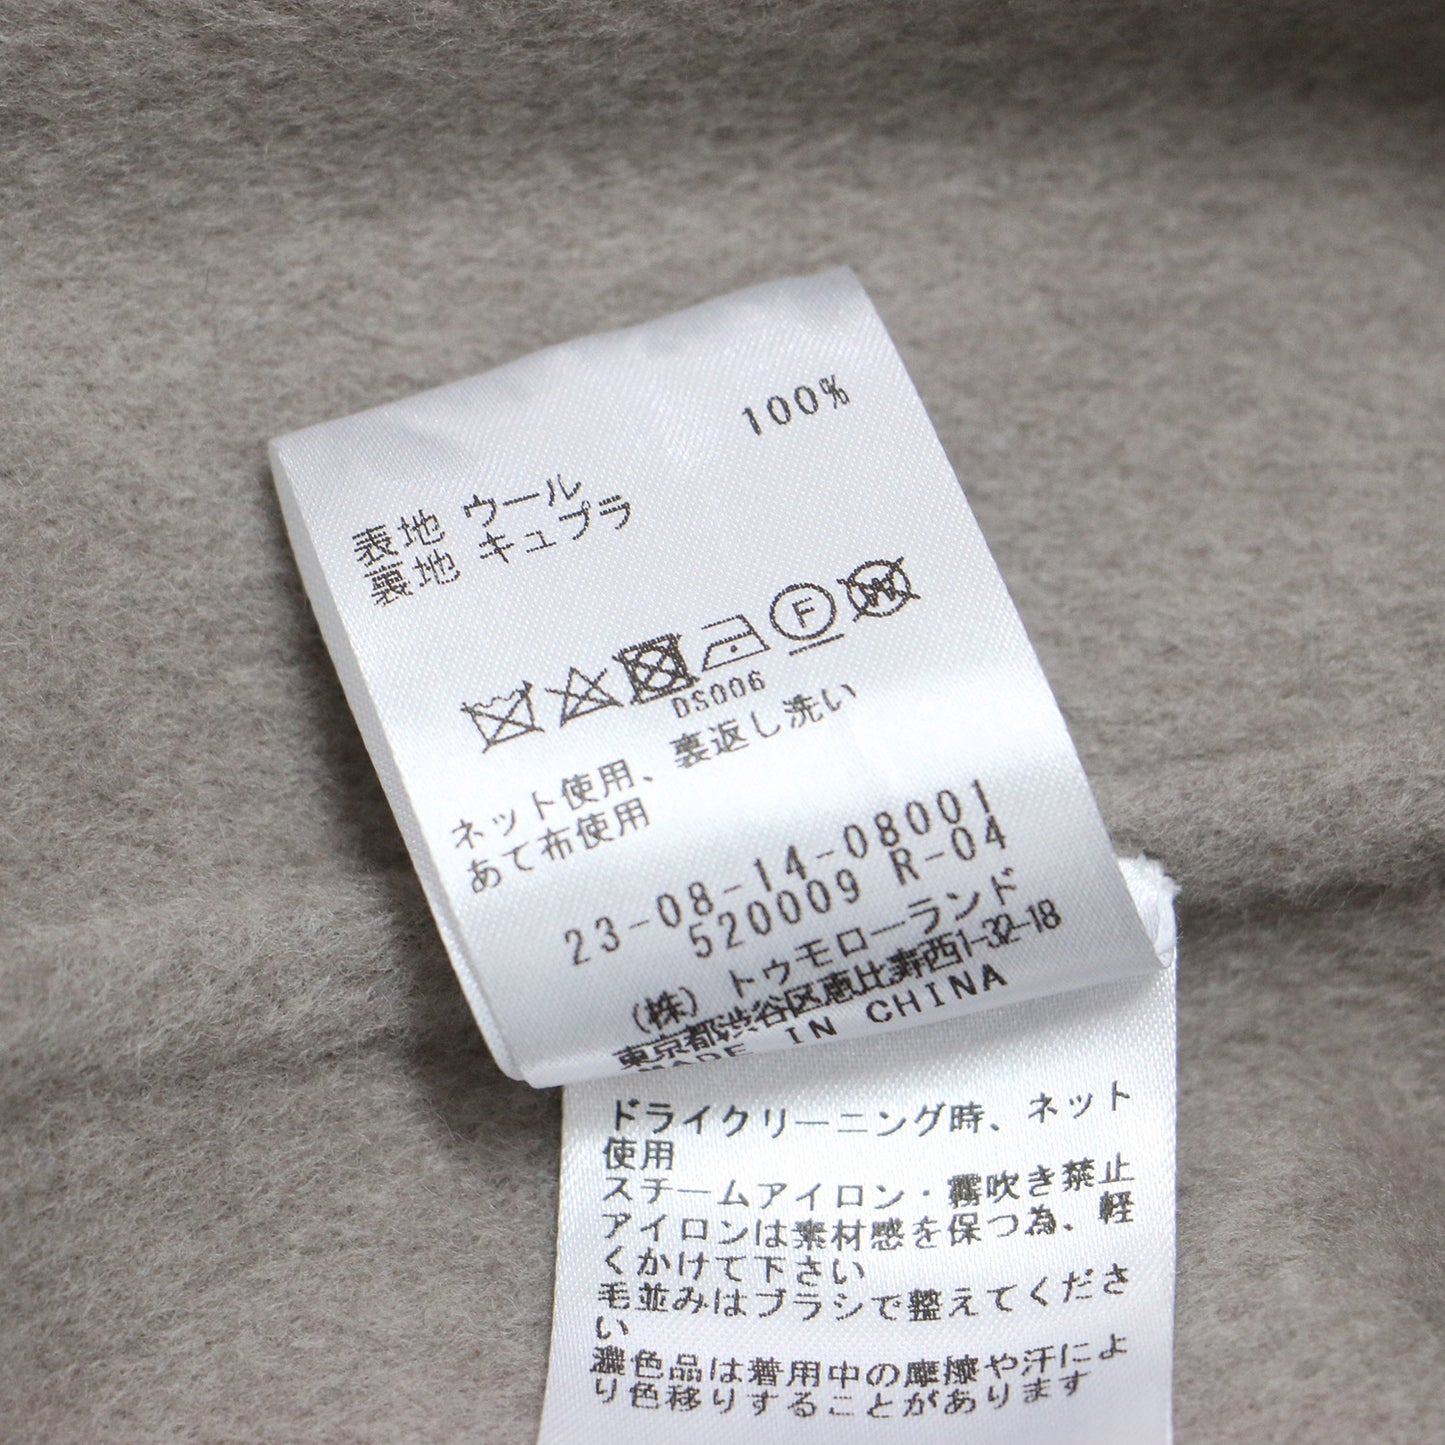 100%
表地 ウール
裏地 キュプラ
F
W
DS006
ネット使用、裏返し洗い
あて布使用
23-08-14-08001
520009 R-04
(株) トゥモローランド
東京都渋谷区恵比寿西1-32-18
MADE IN CHINA
ドライクリーニング時、ネット
使用
スチームアイロン・霧吹き禁止
アイロンは素材感を保つ為、軽
くかけて下さい
毛並みはブラシで整えてくださ
い
濃色品は着用中の摩擦や汗によ
り色移りすることがあります